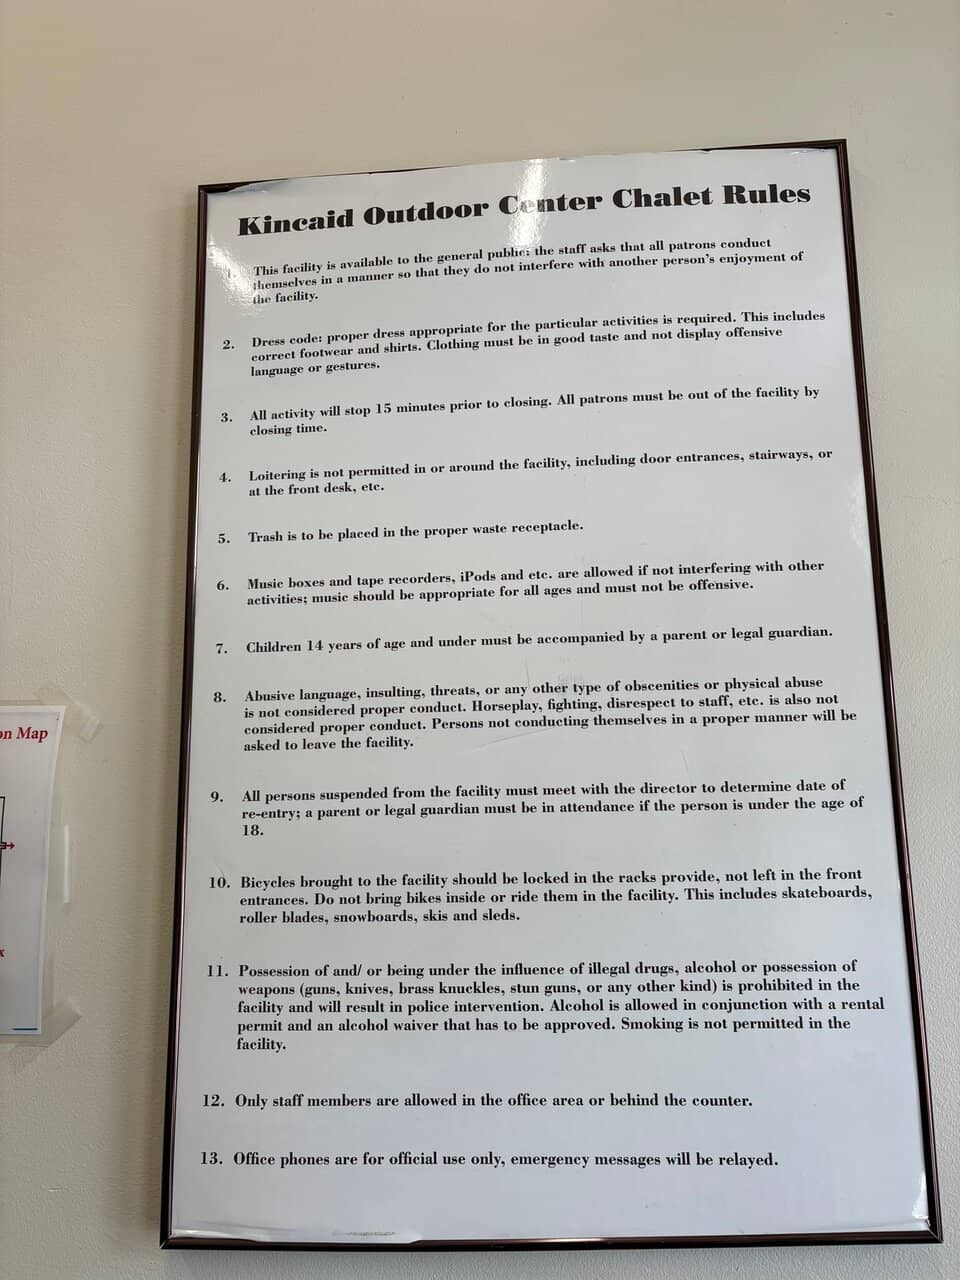 Kincaid Outdoor Center Chalet Rules
1. This facility is available to the general public: the staff asks that all patrons conduct
themselves in a manner so that they do not interfere with another person's enjoyment of
the facility.
2. Dress code: proper dress appropriate for the particular activities is required. This includes
correct footwear and shirts. Clothing must be in good taste and not display offensive
language or gestures.
3. All activity will stop 15 minutes prior to closing. All patrons must be out of the facility by
closing time.
4. Loitering is not permitted in or around the facility, including door entrances, stairways, or
at the front desk, etc.
5. Trash is to be placed in the proper waste receptacle.
6. Music boxes and tape recorders, iPods and etc. are allowed if not interfering with other
activities; music should be appropriate for all ages and must not be offensive.
7. Children 14 years of age and under must be accompanied by a parent or legal guardian.
8. Abusive language, insulting, threats, or any other type of obscenities or physical abuse
is not considered proper conduct. Horseplay, fighting, disrespect to staff, etc. is also not
considered proper conduct. Persons not conducting themselves in a proper manner will be
asked to leave the facility.
9. All persons suspended from the facility must meet with the director to determine date of
re-entry; a parent or legal guardian must be in attendance if the person is under the age of
18.
10. Bicycles brought to the facility should be locked in the racks provide, not left in the front
entrances. Do not bring bikes inside or ride them in the facility. This includes skateboards,
roller blades, snowboards, skis and sleds.
11. Possession of and/ or being under the influence of illegal drugs, alcohol or possession of
weapons (guns, knives, brass knuckles, stun guns, or any other kind) is prohibited in the
facility and will result in police intervention. Alcohol is allowed in conjunction with a rental
permit and an alcohol waiver that has to be approved. Smoking is not permitted in the
facility.
12. Only staff members are allowed in the office area or behind the counter.
13. Office phones are for official use only, emergency messages will be relayed.
Map